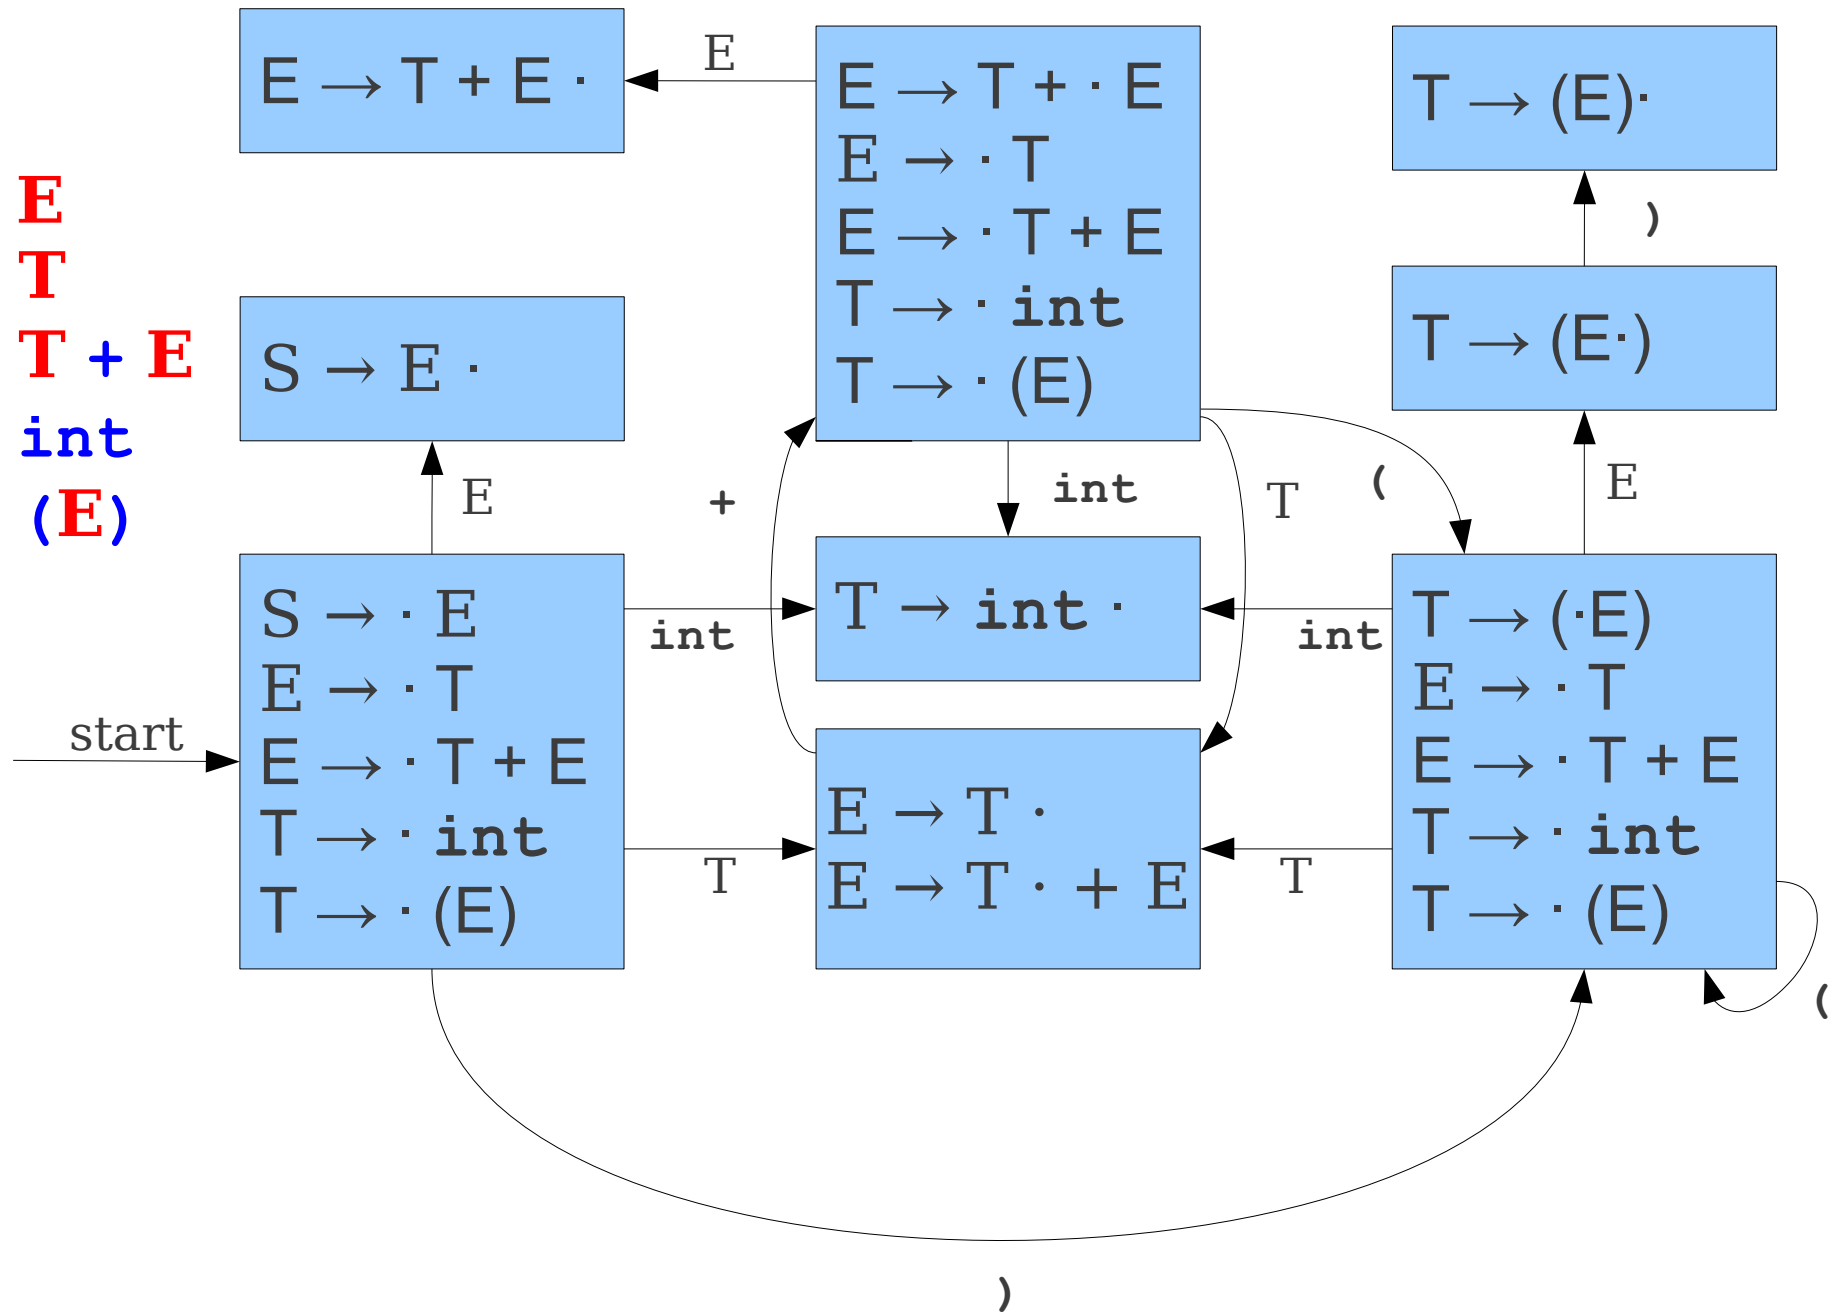 E
T
T + E
int
(E)
start
E → T + E ·
E
S → E ·
E
S → · E
E → · T
E → · T + E
T → · int
T → · (E)
int
T
+
E → T + · E
E → · T
E → · T + E
T → · int
T → · (E)
int
T
(
T → int ·
E → T ·
E → T · + E
int
T
T → (E)·
)
T → (E·)
E
T → (·E)
E → · T
E → · T + E
T → · int
T → · (E)
(
)